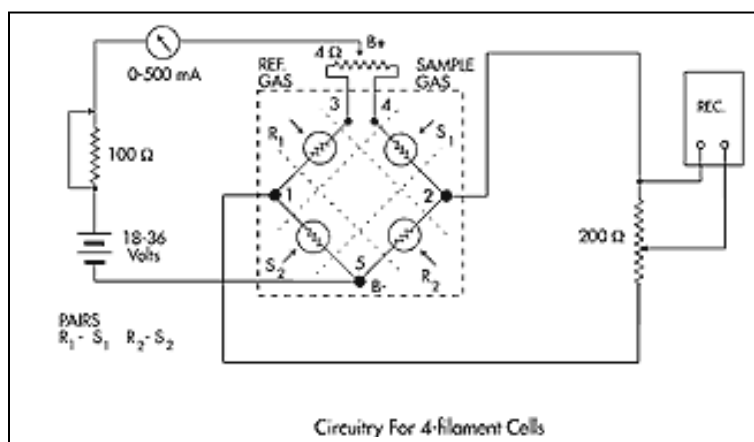 0-500 mA
4 Ω
B+
REF.
GAS
SAMPLE
GAS
3
4
R1
S1
REC.
100 Ω
1
2
200 Ω
18-36
Volts
S2
5
B-
R2
PAIRS
R1- S1 R2- S2
Circuitry For 4-filament Cells